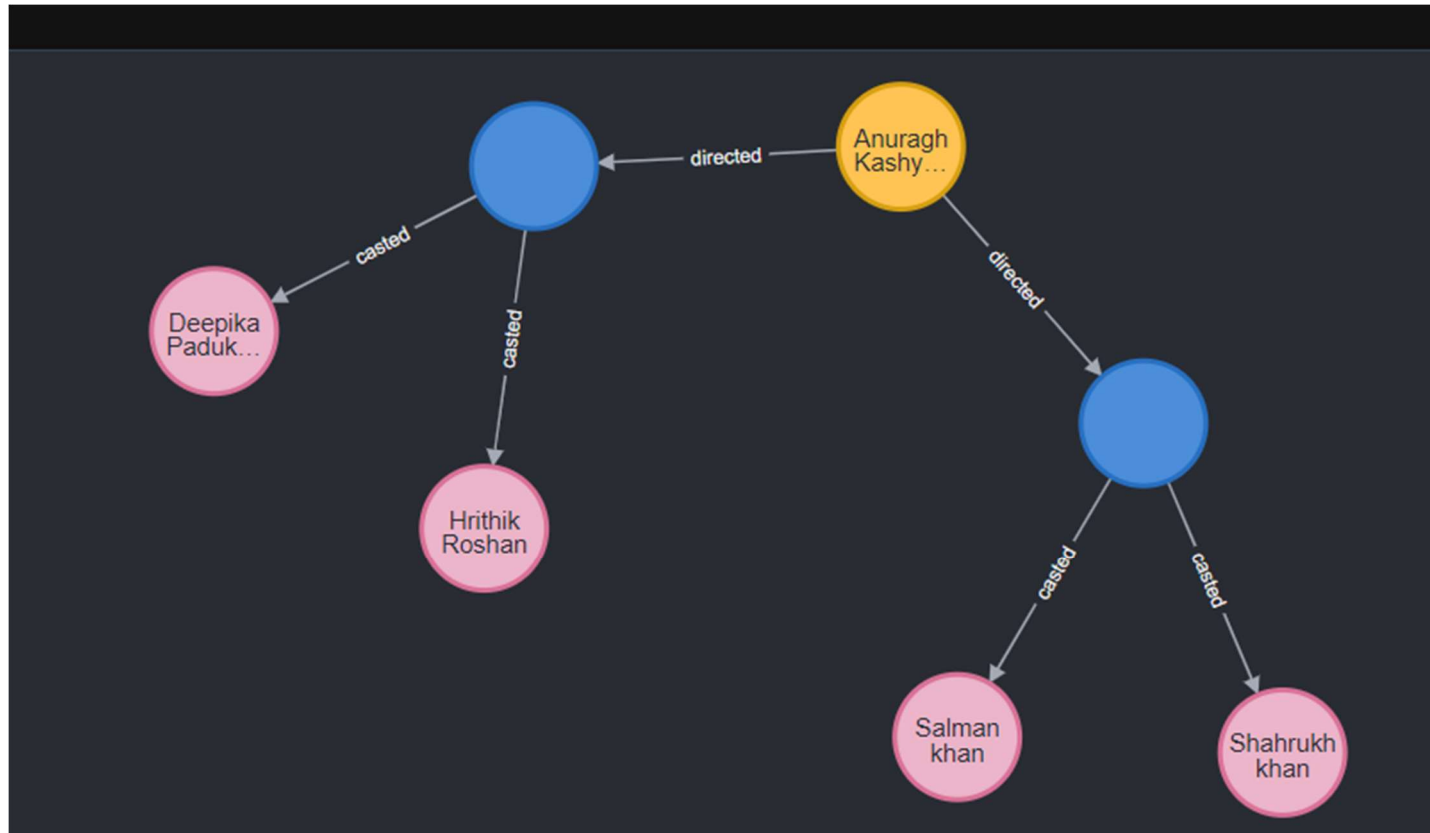 Anuragh
Kashy...
directed
directed
casted
casted
Deepika
Paduk...
Hrithik
Roshan
casted
casted
Salman
khan
Shahrukh
khan